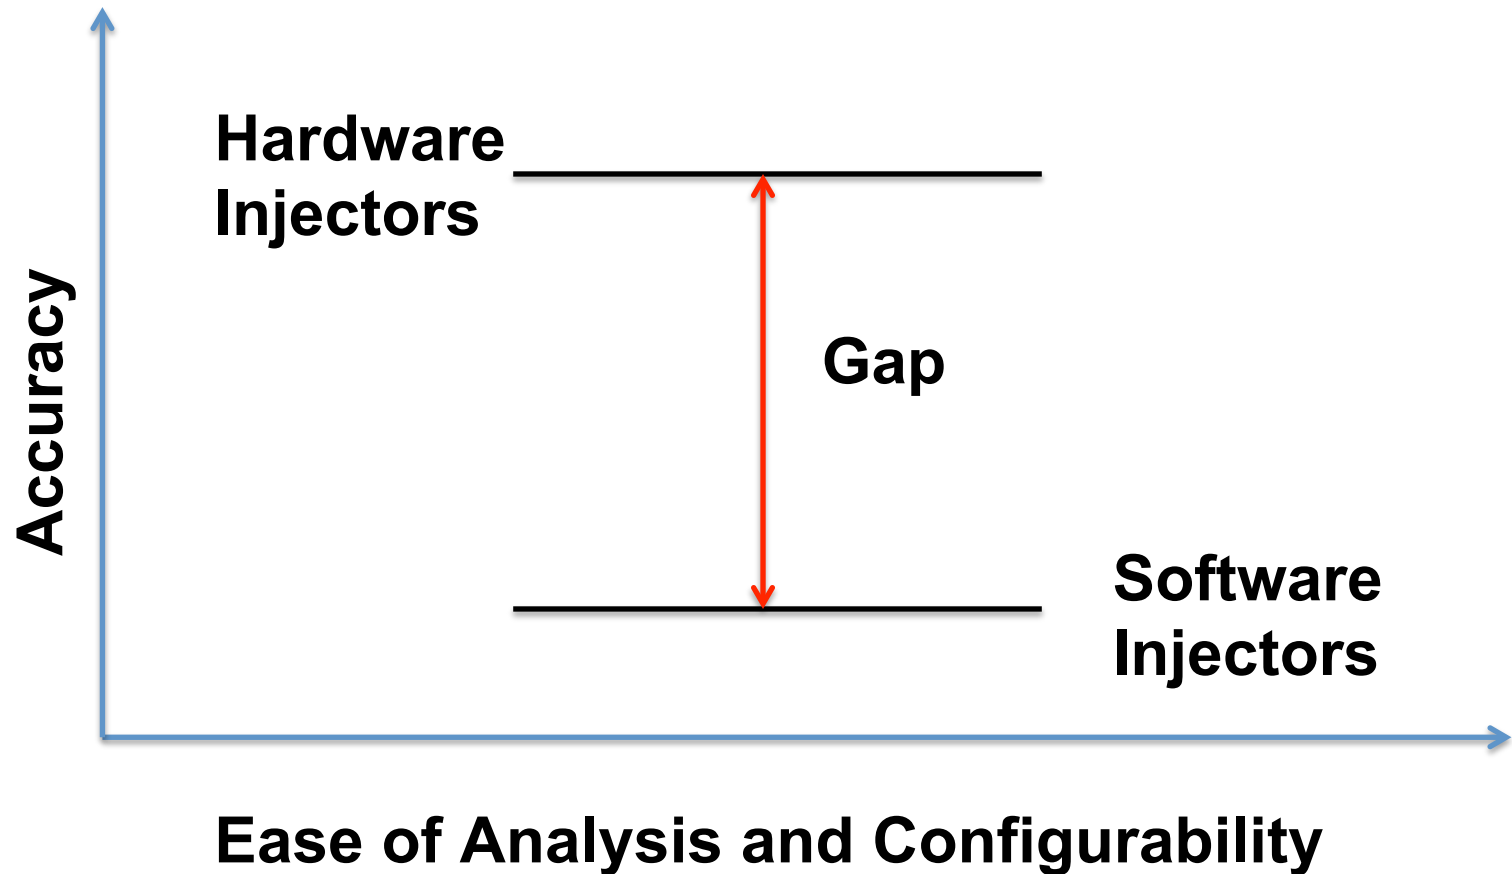 Hardware
Injectors
Accuracy
Gap
Software
Injectors
Ease of Analysis and Configurability